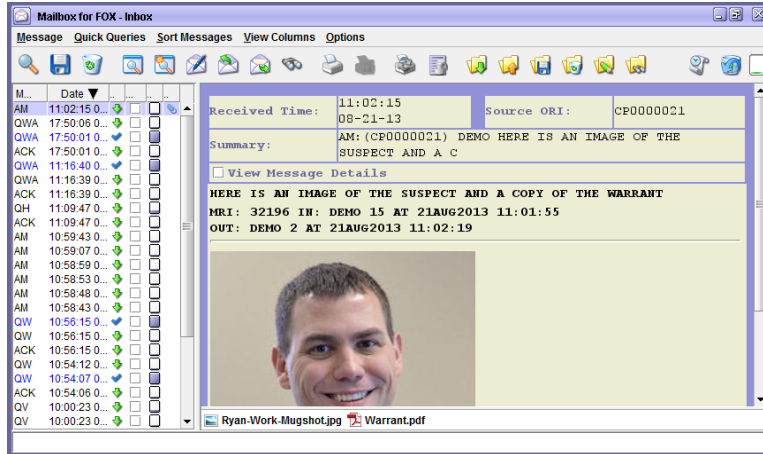 Mailbox for FOX - Inbox
Message Quick Queries Sort Messages View Columns Options
M... Date ▼ .. ... .. ..
AM 11:02:15 0...
QWA 17:50:06 0...
QWA 17:50:01 0...
ACK 17:50:01 0...
QWA 11:16:40 0...
QWA 11:16:39 0...
ACK 11:16:39 0...
QH 11:09:47 0...
ACK 11:09:47 0...
AM 10:59:43 0...
AM 10:59:07 0...
AM 10:58:59 0...
AM 10:58:53 0...
AM 10:58:48 0...
AM 10:58:43 0...
QW 10:56:15 0...
QW 10:56:15 0...
ACK 10:56:15 0...
QW 10:54:12 0...
QW 10:54:07 0...
ACK 10:54:06 0...
QV 10:00:23 0...
QV 10:00:23 0...
Received Time: 11:02:15
08-21-13
Source ORI: CP0000021
Summary: AM:(CP0000021) DEMO HERE IS AN IMAGE OF THE
SUSPECT AND A C
View Message Details
HERE IS AN IMAGE OF THE SUSPECT AND A COPY OF THE WARRANT
MRI: 32196 IN: DEMO 15 AT 21AUG2013 11:01:55
OUT: DEMO 2 AT 21AUG2013 11:02:19
Ryan-Work-Mugshot.jpg Warrant.pdf